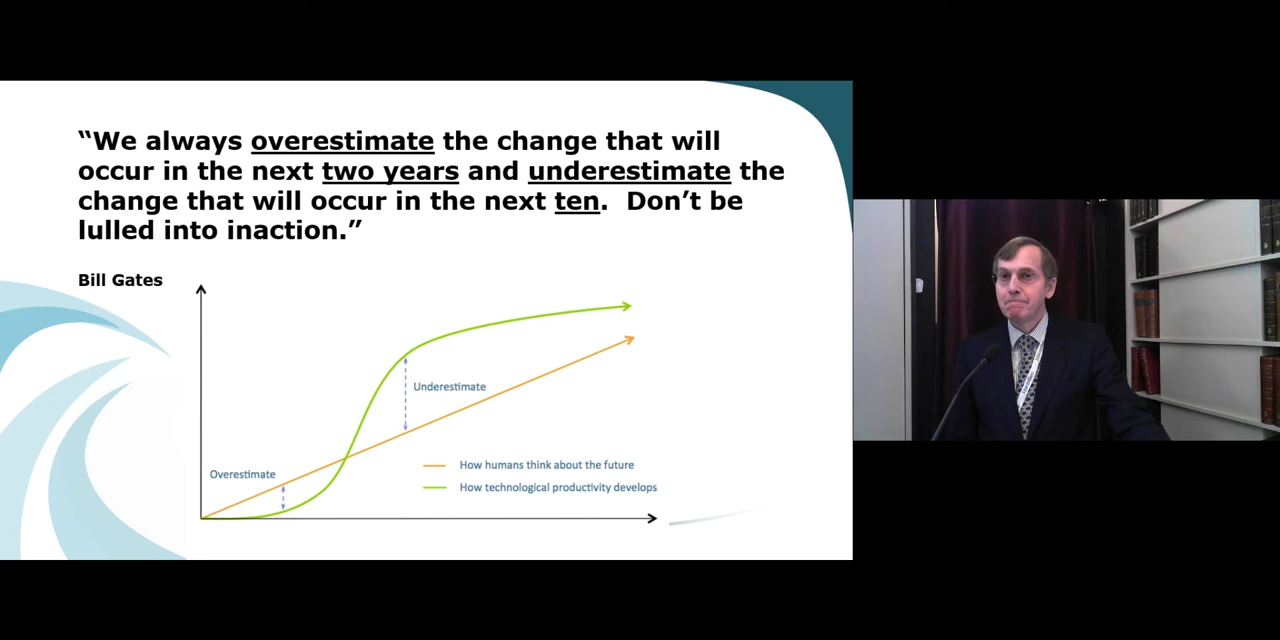 “We always overestimate the change that will
occur in the next two years and underestimate the
change that will occur in the next ten.  Don’t be
lulled into inaction.”
Bill Gates
Underestimate
Overestimate
How humans think about the future
How technological productivity develops